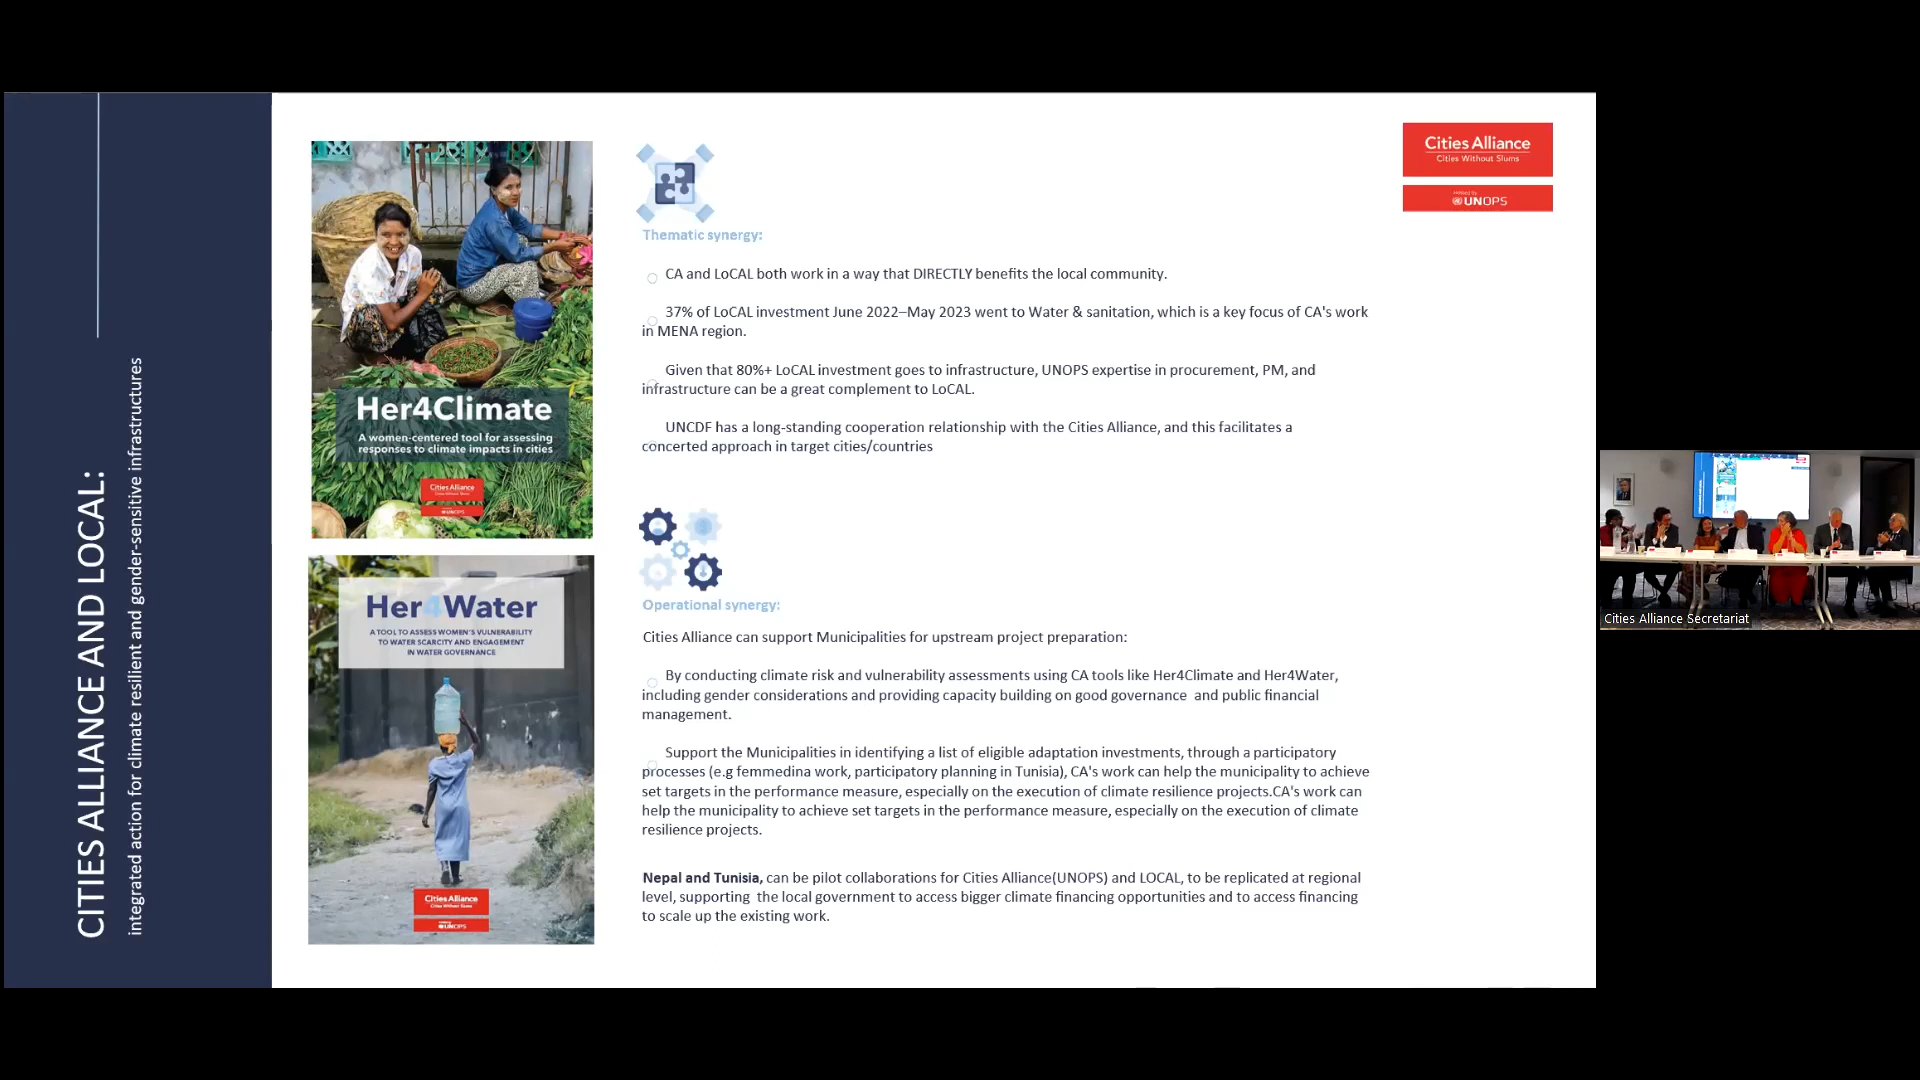 CITIES ALLIANCE AND LOCAL:
integrated action for climate resilient and gender-sensitive infrastructures
Her4Climate
A women-centered tool for assessing
responses to climate impacts in cities
Cities Alliance
Cities Without Slums
UNOPS
Her4Water
A TOOL TO ASSESS WOMEN'S VULNERABILITY
TO WATER SCARCITY AND ENGAGEMENT
IN WATER GOVERNANCE
Cities Alliance
Cities Without Slums
UNOPS
Thematic synergy:
CA and LoCAL both work in a way that DIRECTLY benefits the local community.
37% of LoCAL investment June 2022–May 2023 went to Water & sanitation, which is a key focus of CA's work
in MENA region.
Given that 80%+ LoCAL investment goes to infrastructure, UNOPS expertise in procurement, PM, and
infrastructure can be a great complement to LoCAL.
UNCDF has a long-standing cooperation relationship with the Cities Alliance, and this facilitates a
concerted approach in target cities/countries
Operational synergy:
Cities Alliance can support Municipalities for upstream project preparation:
By conducting climate risk and vulnerability assessments using CA tools like Her4Climate and Her4Water,
including gender considerations and providing capacity building on good governance  and public financial
management.
Support the Municipalities in identifying a list of eligible adaptation investments, through a participatory
processes (e.g femmedina work, participatory planning in Tunisia), CA's work can help the municipality to achieve
set targets in the performance measure, especially on the execution of climate resilience projects.CA's work can
help the municipality to achieve set targets in the performance measure, especially on the execution of climate
resilience projects.
Nepal and Tunisia, can be pilot collaborations for Cities Alliance(UNOPS) and LOCAL, to be replicated at regional
level, supporting  the local government to access bigger climate financing opportunities and to access financing
to scale up the existing work.
Cities Alliance
Cities Without Slums
Hosted by
UNOPS
Cities Alliance Secretariat